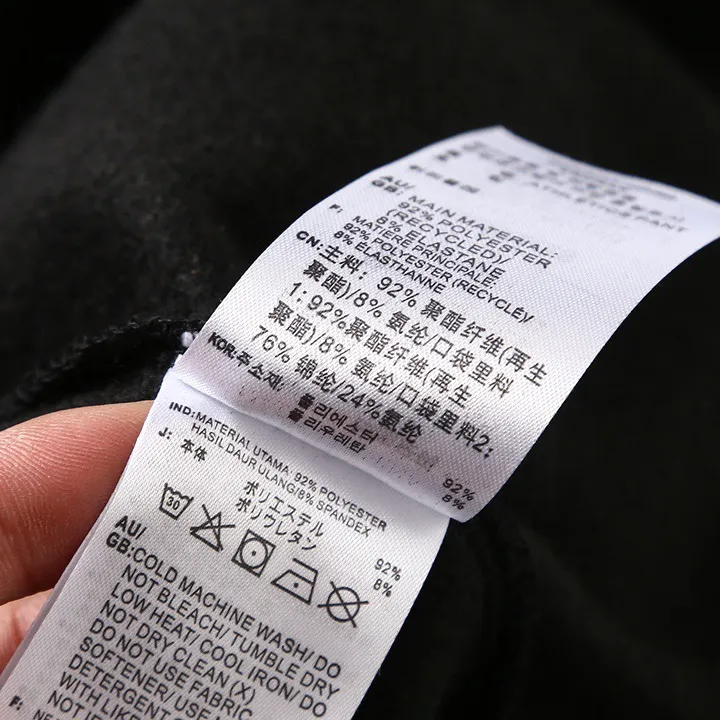 AU/
GB: MAIN MATERIAL:
92% POLYESTER
(RECYCLED)/
8% ELASTANE
F: MATIERE PRINCIPALE:
92% POLYESTER (RECYCLÉ)/
8% ELASTHANNE
CN: 主料: 92% 聚酯纤维(再生
聚酯)/8% 氨纶/口袋里料
1: 92%聚酯纤维(再生
聚酯)/8% 氨纶/口袋里料2:
76% 锦纶/24%氨纶
KOR: 주소재:
폴리에스터 92%
폴리우레탄 8%
IND: MATERIAL UTAMA: 92% POLYESTER
HASIL DAUR ULANG/8% SPANDEX
J: 本体
ポリエステル 92%
ポリウレタン 8%
30
AU/
GB: COLD MACHINE WASH/ DO
NOT BLEACH/ TUMBLE DRY
LOW HEAT/ COOL IRON/ DO
NOT DRY CLEAN (X)
DO NOT USE FABRIC
SOFTENER/ USE
DETERGENT
WITH LIKE
F: